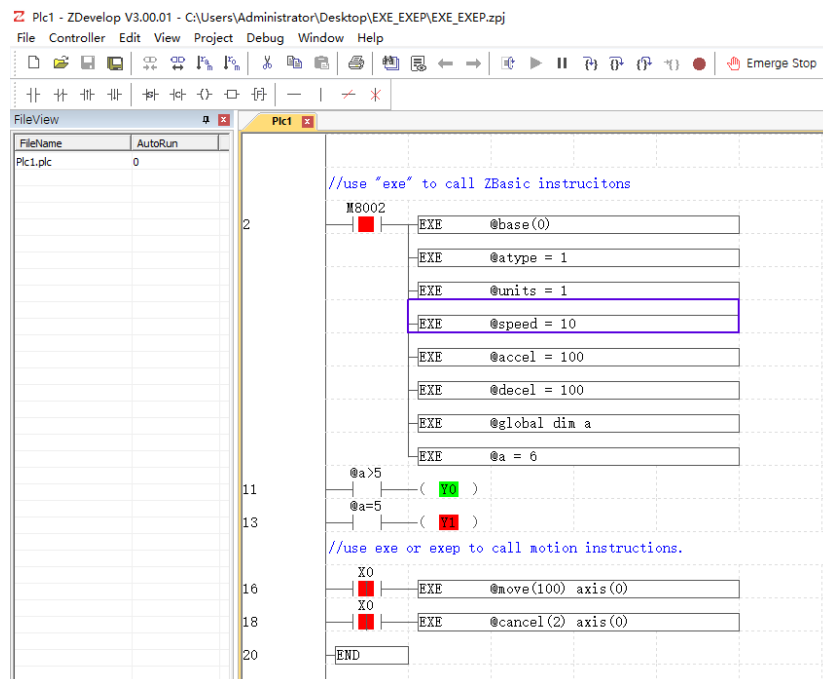 Plc1 - ZDevelop V3.00.01 - C:\Users\Administrator\Desktop\EXE_EXEP\EXE_EXEP.zpj
File Controller Edit View Project Debug Window Help
Emerge Stop
FileView
Plc1
FileName AutoRun
Plc1.plc 0
//use "exe" to call ZBasic instrucitons
M8002
2 EXE @base(0)
EXE @atype = 1
EXE @units = 1
EXE @speed = 10
EXE @accel = 100
EXE @decel = 100
EXE @global dim a
EXE @a = 6
@a>5
11 ( Y0 )
@a=5
13 ( Y1 )
//use exe or exep to call motion instructions.
X0
16 EXE @move(100) axis(0)
X0
18 EXE @cancel(2) axis(0)
20 END